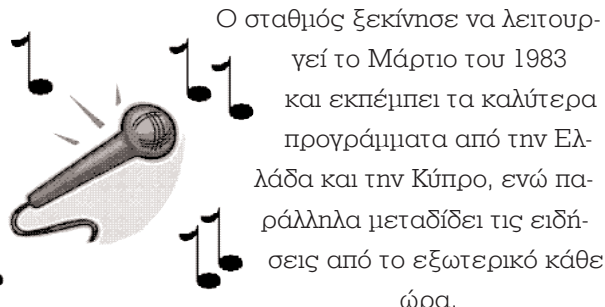 Ο σταθμός ξεκίνησε να λειτουρ-
γεί το Μάρτιο του 1983
και εκπέμπει τα καλύτερα
προγράμματα από την Ελ-
λάδα και την Κύπρο, ενώ πα-
ράλληλα μεταδίδει τις ειδή-
σεις από το εξωτερικό κάθε
ώρα.